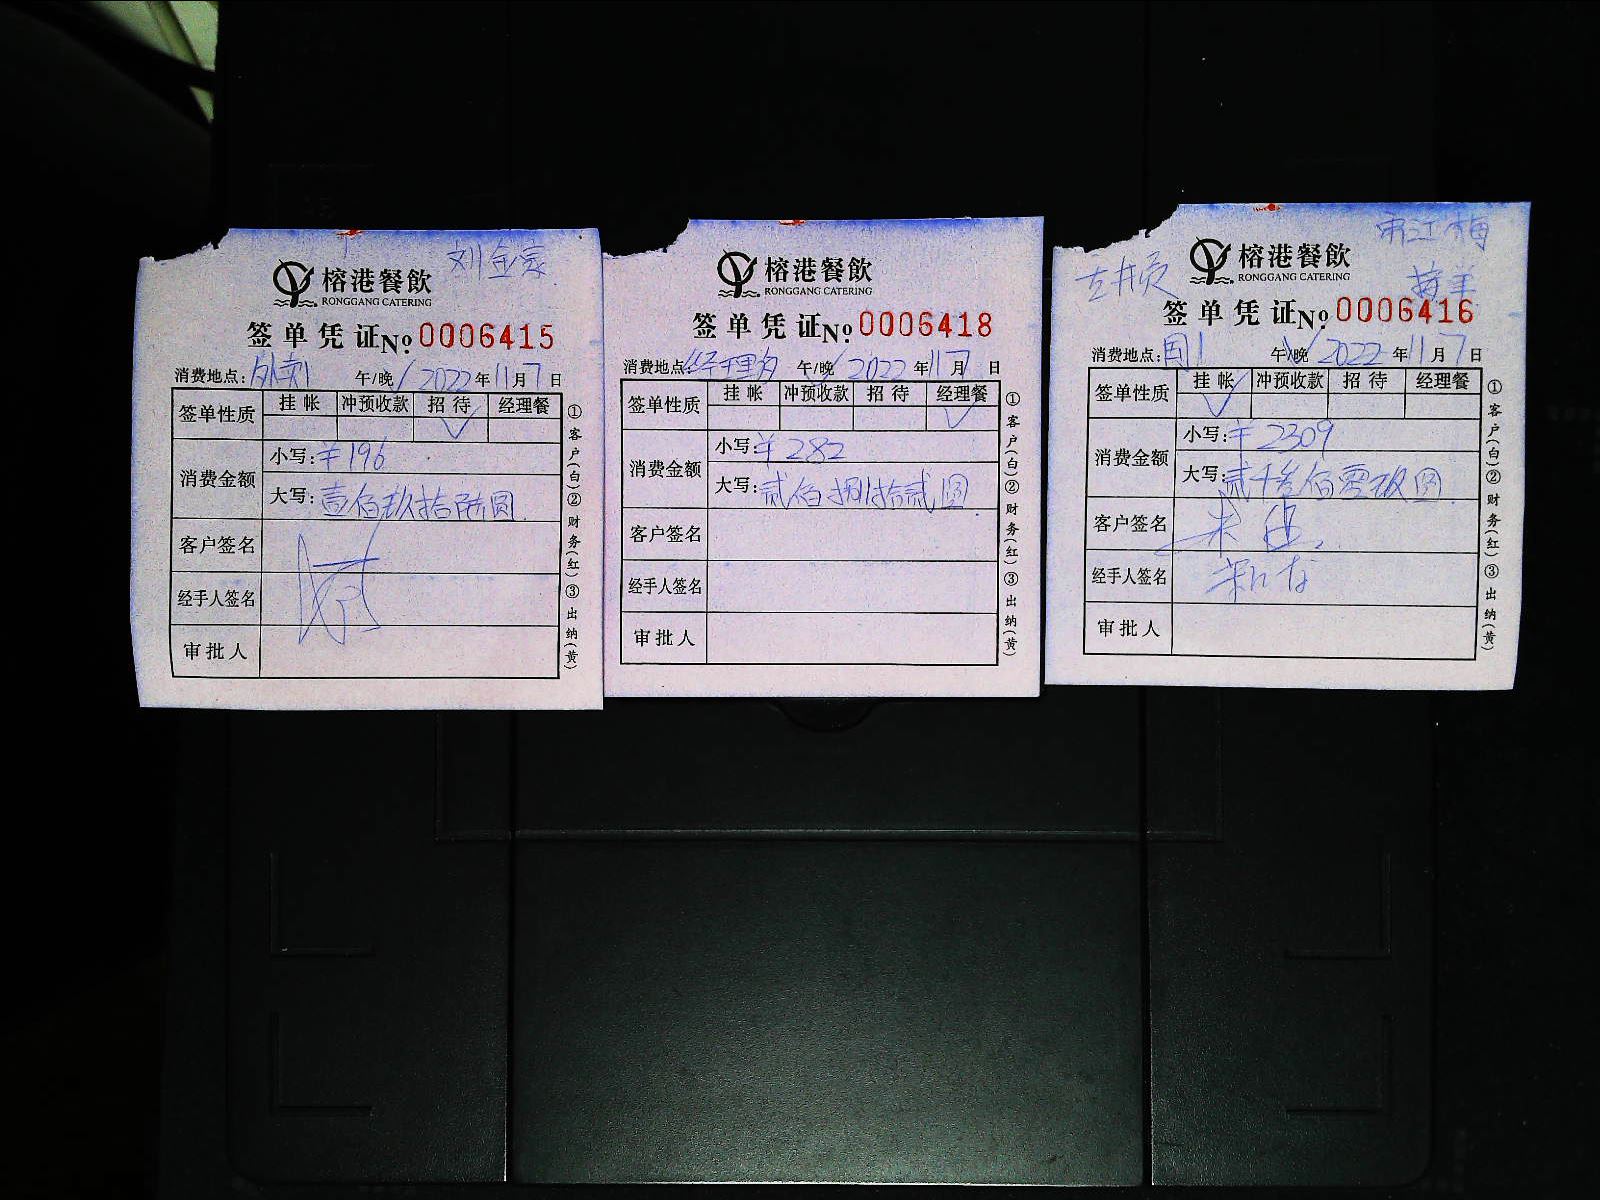 刘金家
榕港餐飲
RONGGANG CATERING
签单凭证 No. 0006415
消费地点: 外卖1 午/晚√ 2022年11月7日
签单性质 挂帐 冲预收款 招待 经理餐
√
消费金额 小写: ¥196
大写: 壹佰玖拾陆圆
客户签名
经手人签名
审批人
①客户(白)②财务(红)③出纳(黄)
榕港餐飲
RONGGANG CATERING
签单凭证 No. 0006418
消费地点: 经理 午/晚√ 2022年11月7日
签单性质 挂帐 冲预收款 招待 经理餐
√
消费金额 小写: ¥282
大写: 贰佰捌拾贰圆
客户签名
经手人签名
审批人
①客户(白)②财务(红)③出纳(黄)
榕港餐飲
RONGGANG CATERING
签单凭证 No. 0006416
消费地点: 午/晚√ 2022年11月7日
签单性质 挂帐 冲预收款 招待 经理餐
√
消费金额 小写: ¥2309
大写: 贰千叁佰零玖圆
客户签名
经手人签名
审批人
①客户(白)②财务(红)③出纳(黄)